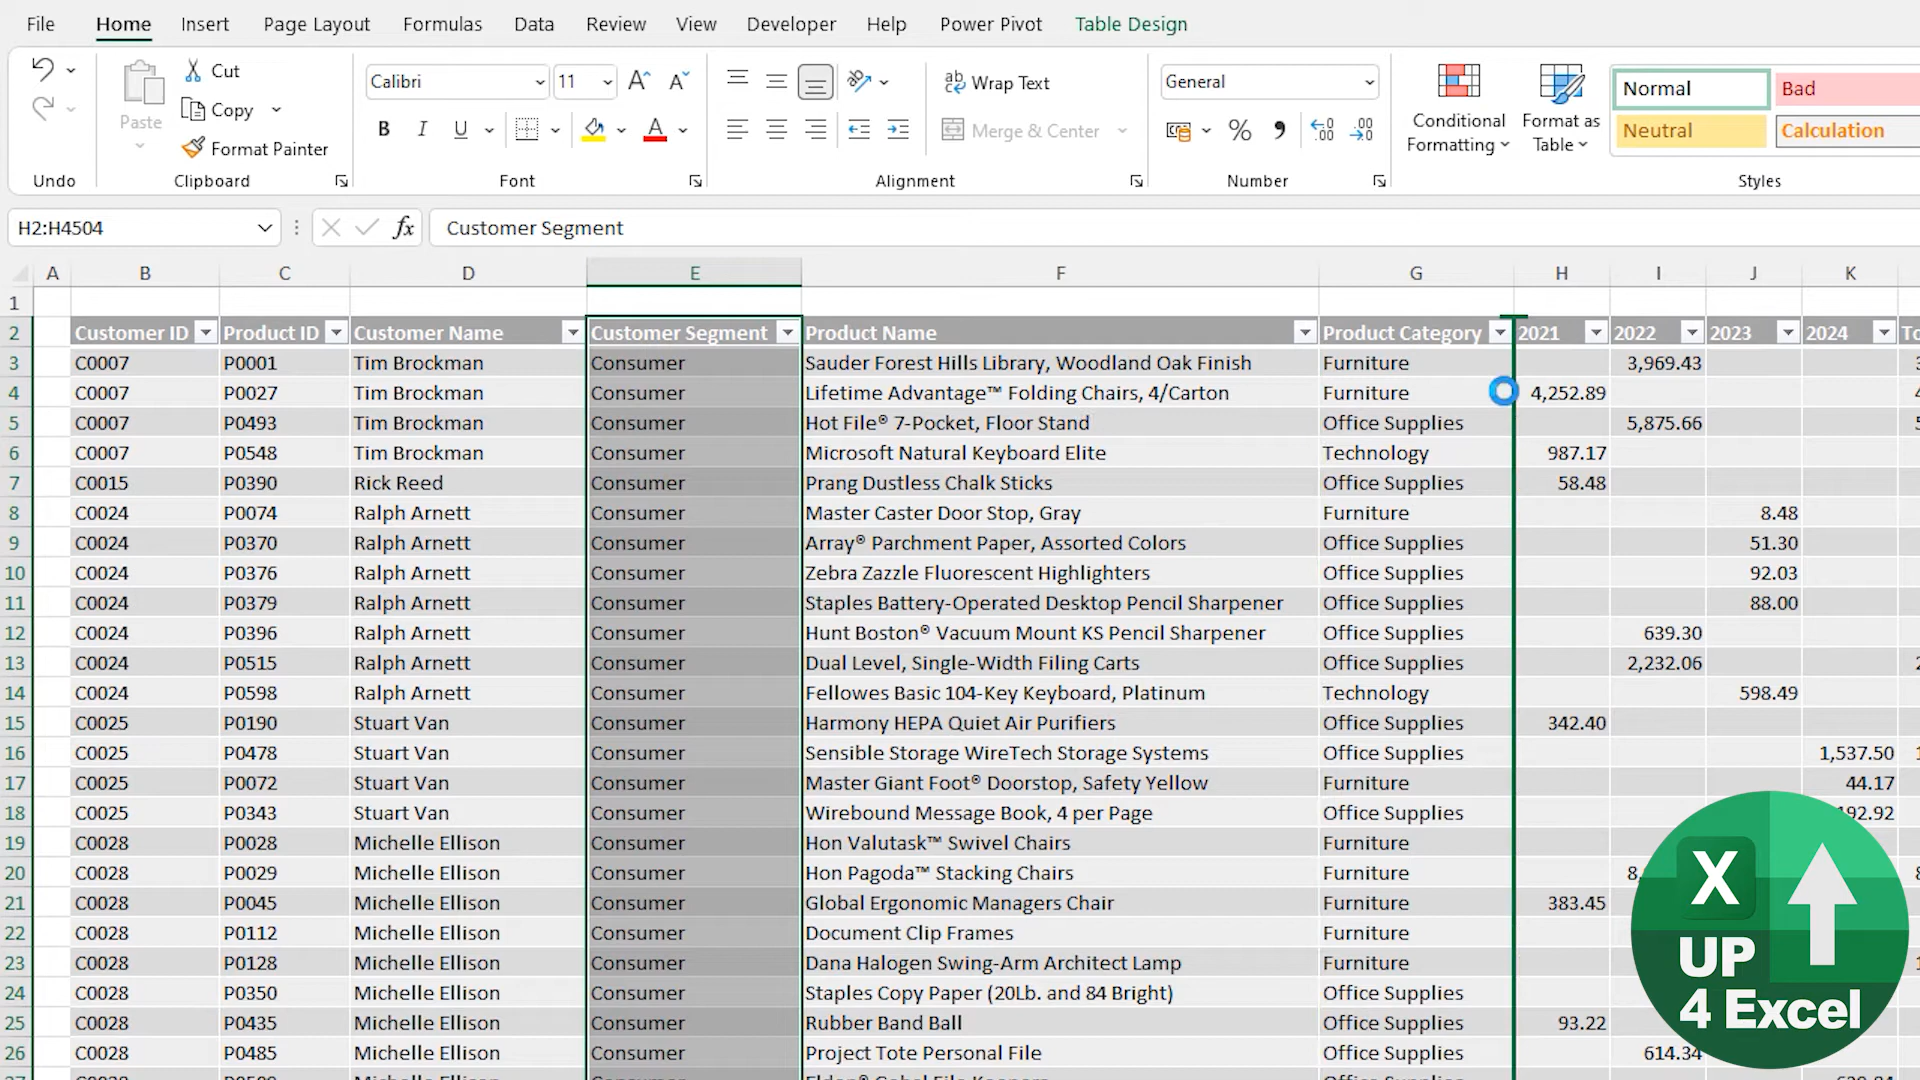 File Home Insert Page Layout Formulas Data Review View Developer Help Power Pivot Table Design
Cut Calibri 11 Wrap Text General Normal Bad
Copy
Paste B I U Merge & Center Conditional Formatting Format as Table Neutral Calculation
Format Painter
Undo Clipboard Font Alignment Number Styles
H2:H4504 fx Customer Segment
A B C D E F G H I J K
1
2 Customer ID Product ID Customer Name Customer Segment Product Name Product Category 2021 2022 2023 2024
3 C0007 P0001 Tim Brockman Consumer Sauder Forest Hills Library, Woodland Oak Finish Furniture 3,969.43
4 C0007 P0027 Tim Brockman Consumer Lifetime Advantage™ Folding Chairs, 4/Carton Furniture 4,252.89
5 C0007 P0493 Tim Brockman Consumer Hot File® 7-Pocket, Floor Stand Office Supplies 5,875.66
6 C0007 P0548 Tim Brockman Consumer Microsoft Natural Keyboard Elite Technology 987.17
7 C0015 P0390 Rick Reed Consumer Prang Dustless Chalk Sticks Office Supplies 58.48
8 C0024 P0074 Ralph Arnett Consumer Master Caster Door Stop, Gray Furniture 8.48
9 C0024 P0370 Ralph Arnett Consumer Array® Parchment Paper, Assorted Colors Office Supplies 51.30
10 C0024 P0376 Ralph Arnett Consumer Zebra Zazzle Fluorescent Highlighters Office Supplies 92.03
11 C0024 P0379 Ralph Arnett Consumer Staples Battery-Operated Desktop Pencil Sharpener Office Supplies 88.00
12 C0024 P0396 Ralph Arnett Consumer Hunt Boston® Vacuum Mount KS Pencil Sharpener Office Supplies 639.30
13 C0024 P0515 Ralph Arnett Consumer Dual Level, Single-Width Filing Carts Office Supplies 2,232.06
14 C0024 P0598 Ralph Arnett Consumer Fellowes Basic 104-Key Keyboard, Platinum Technology 598.49
15 C0025 P0190 Stuart Van Consumer Harmony HEPA Quiet Air Purifiers Office Supplies 342.40
16 C0025 P0478 Stuart Van Consumer Sensible Storage WireTech Storage Systems Office Supplies 1,537.50
17 C0025 P0072 Stuart Van Consumer Master Giant Foot® Doorstop, Safety Yellow Furniture 44.17
18 C0025 P0343 Stuart Van Consumer Wirebound Message Book, 4 per Page Office Supplies
19 C0028 P0028 Michelle Ellison Consumer Hon Valutask™ Swivel Chairs Furniture
20 C0028 P0029 Michelle Ellison Consumer Hon Pagoda™ Stacking Chairs Furniture
21 C0028 P0045 Michelle Ellison Consumer Global Ergonomic Managers Chair Furniture 383.45
22 C0028 P0112 Michelle Ellison Consumer Document Clip Frames Furniture
23 C0028 P0128 Michelle Ellison Consumer Dana Halogen Swing-Arm Architect Lamp Furniture
24 C0028 P0350 Michelle Ellison Consumer Staples Copy Paper (20Lb. and 84 Bright) Office Supplies
25 C0028 P0435 Michelle Ellison Consumer Rubber Band Ball Office Supplies 93.22
26 C0028 P0485 Michelle Ellison Consumer Project Tote Personal File Office Supplies 614.34
X
UP
4 Excel